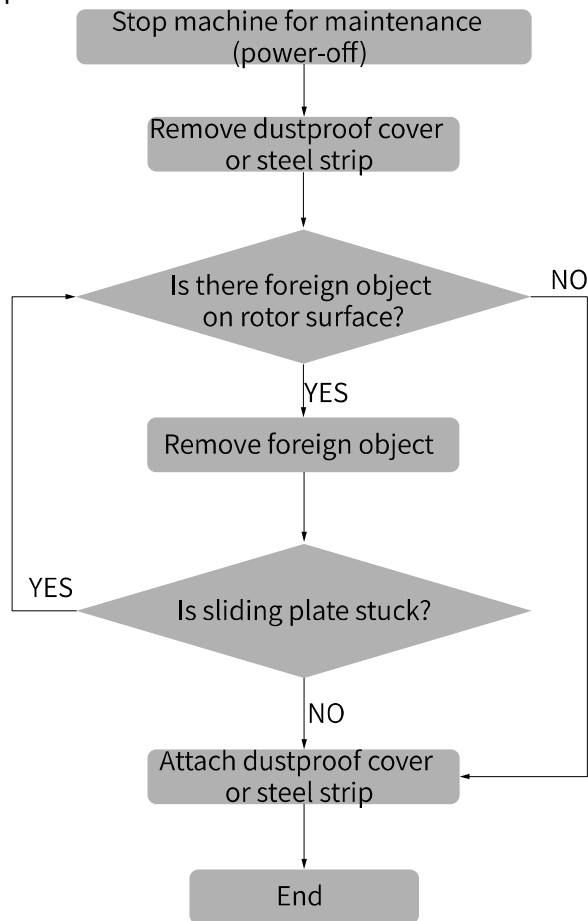 Stop machine for maintenance
(power-off)
Remove dustproof cover
or steel strip
Is there foreign object
on rotor surface?
NO
YES
Remove foreign object
YES
Is sliding plate stuck?
NO
Attach dustproof cover
or steel strip
End